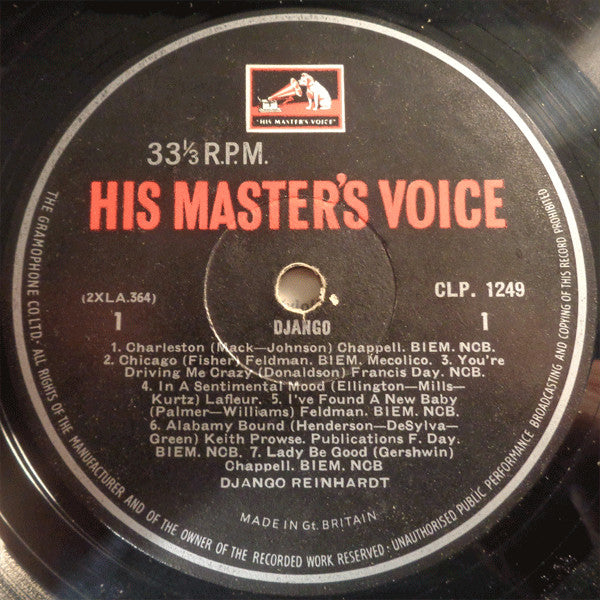 "HIS MASTER'S VOICE"
33⅓ R.P.M.
HIS MASTER'S VOICE
(2XLA.364)
CLP. 1249
1
1
DJANGO
1. Charleston (Mack—Johnson) Chappell. BIEM. NCB.
2. Chicago (Fisher) Feldman. BIEM. Mecolico. 3. You're
Driving Me Crazy (Donaldson) Francis Day. NCB.
4. In A Sentimental Mood (Ellington—Mills—
Kurtz) Lafleur. 5. I've Found A New Baby
(Palmer—Williams) Feldman. BIEM. NCB.
6. Alabamy Bound (Henderson—DeSylva—
Green) Keith Prowse. Publications F. Day.
BIEM. NCB. 7. Lady Be Good (Gershwin)
Chappell. BIEM. NCB
DJANGO REINHARDT
MADE IN Gt. BRITAIN
THE GRAMOPHONE CO. LTD. · ALL RIGHTS OF THE MANUFACTURER AND OF THE OWNER OF THE RECORDED WORK RESERVED · UNAUTHORISED PUBLIC PERFORMANCE BROADCASTING AND COPYING OF THIS RECORD PROHIBITED